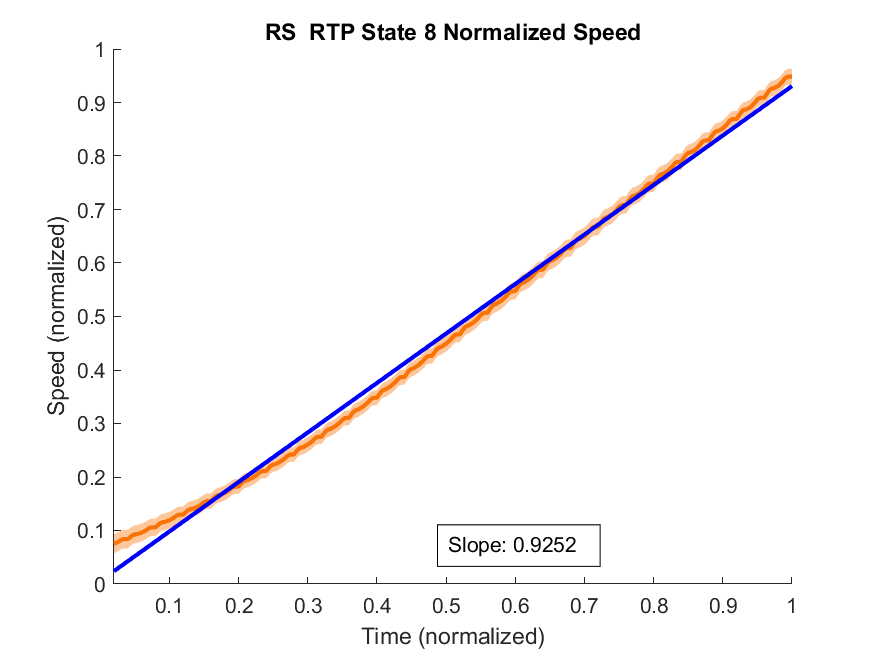 RS  RTP State 8 Normalized Speed
1
0.9
0.8
0.7
0.6
0.5
0.4
0.3
0.2
0.1
0
Speed (normalized)
Slope: 0.9252
0.1 0.2 0.3 0.4 0.5 0.6 0.7 0.8 0.9 1
Time (normalized)